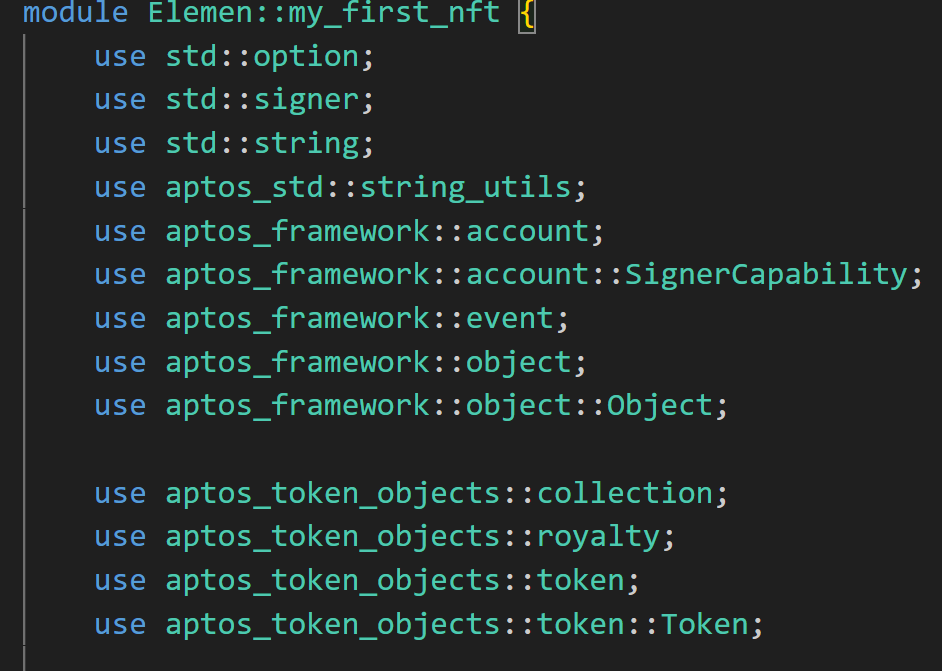 module Elemen::my_first_nft {
use std::option;
use std::signer;
use std::string;
use aptos_std::string_utils;
use aptos_framework::account;
use aptos_framework::account::SignerCapability;
use aptos_framework::event;
use aptos_framework::object;
use aptos_framework::object::Object;
use aptos_token_objects::collection;
use aptos_token_objects::royalty;
use aptos_token_objects::token;
use aptos_token_objects::token::Token;